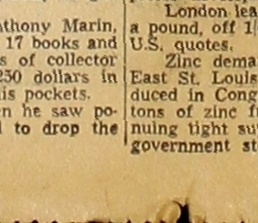 thony Marin,
17 books and
s of collector
250 dollars in
is pockets.
n he saw po-
to drop the
London lea
a pound, off 1
U.S. quotes.
Zinc dema
East St. Louis
duced in Cong
tons of zinc f
nuing tight su
government st